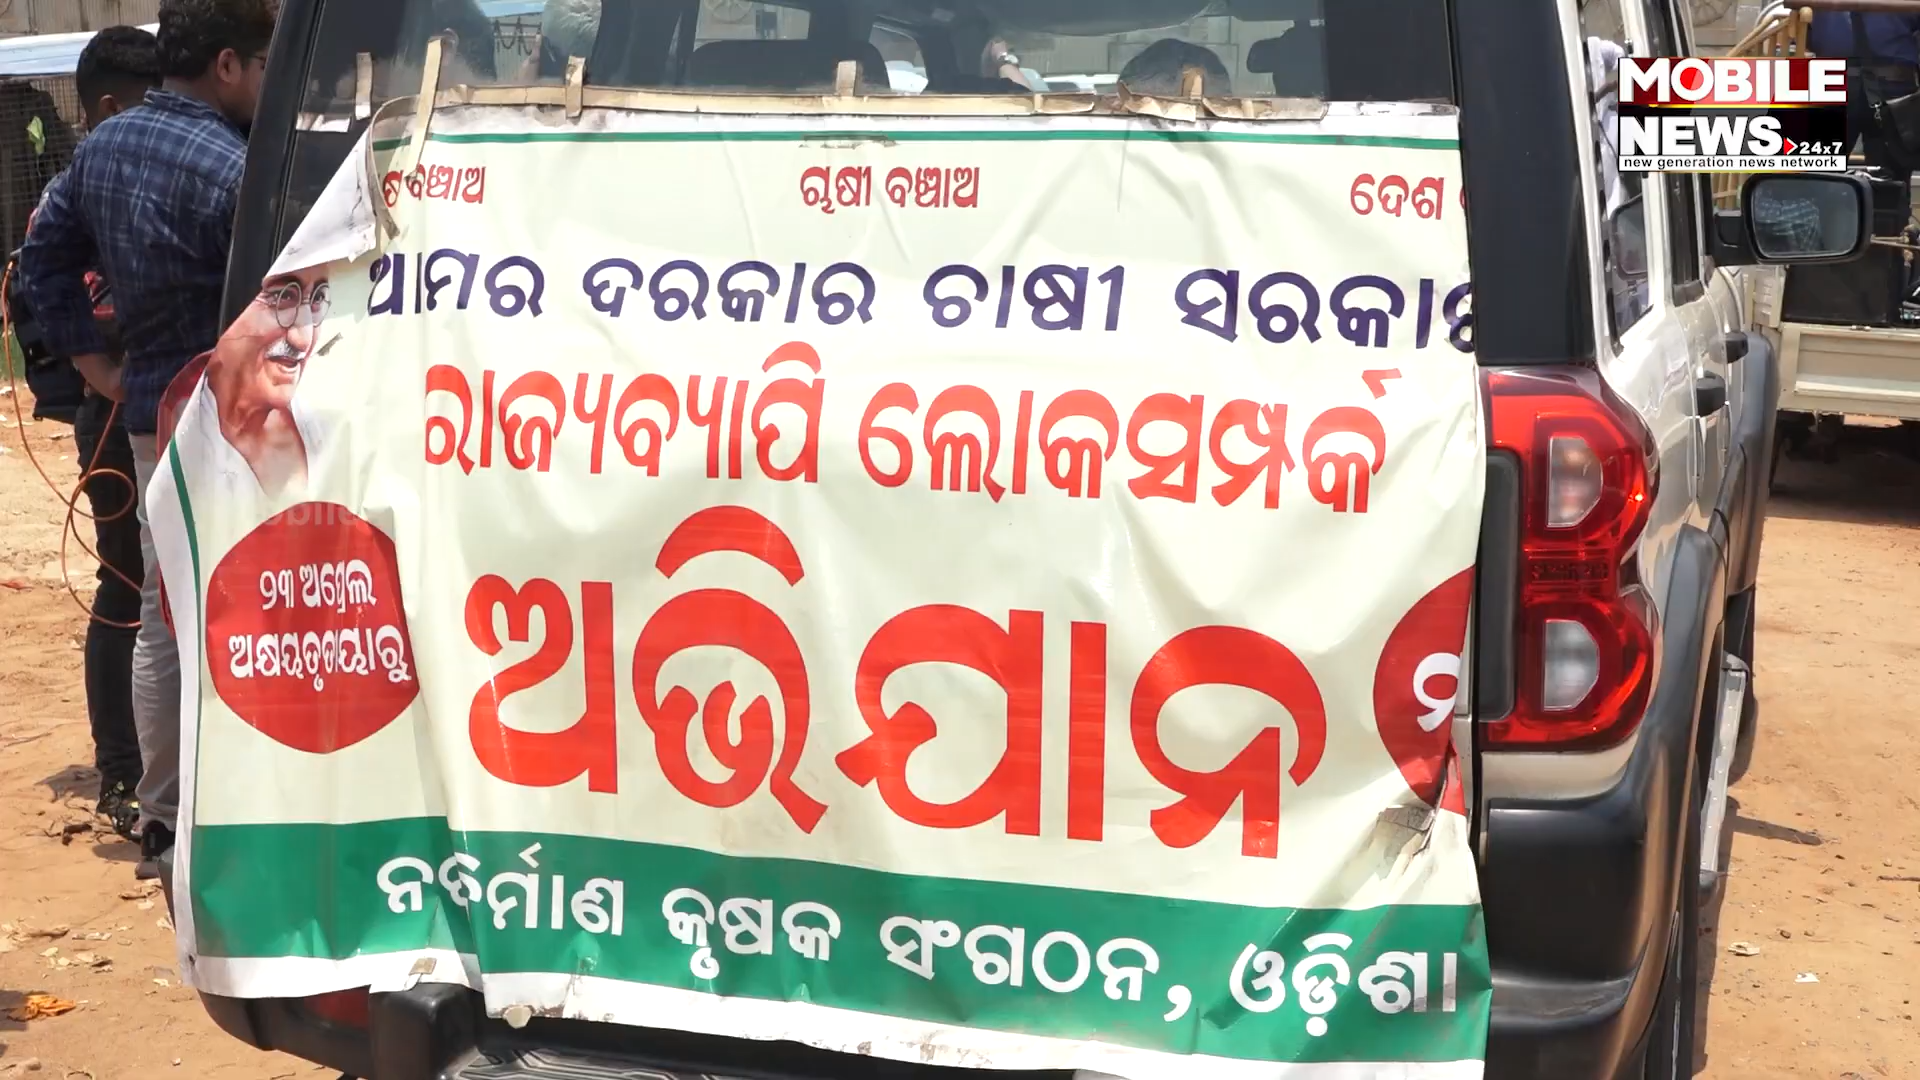 MOBILE
NEWS 24x7
new generation news network
ବଞ୍ଚାଅ ଋଷୀ ବଞ୍ଚାଅ ଦେଶ
ଆମର ଦରକାର ଚାଷୀ ସରକାର
ରାଜ୍ୟବ୍ୟାପି ଲୋକସମ୍ପର୍କ
ଅଭିଯାନ
୨୩ ଅପ୍ରେଲ
ଅକ୍ଷୟତୃତୀୟାରୁ
ନବନିର୍ମାଣ କୃଷକ ସଂଗଠନ, ଓଡ଼ିଶା